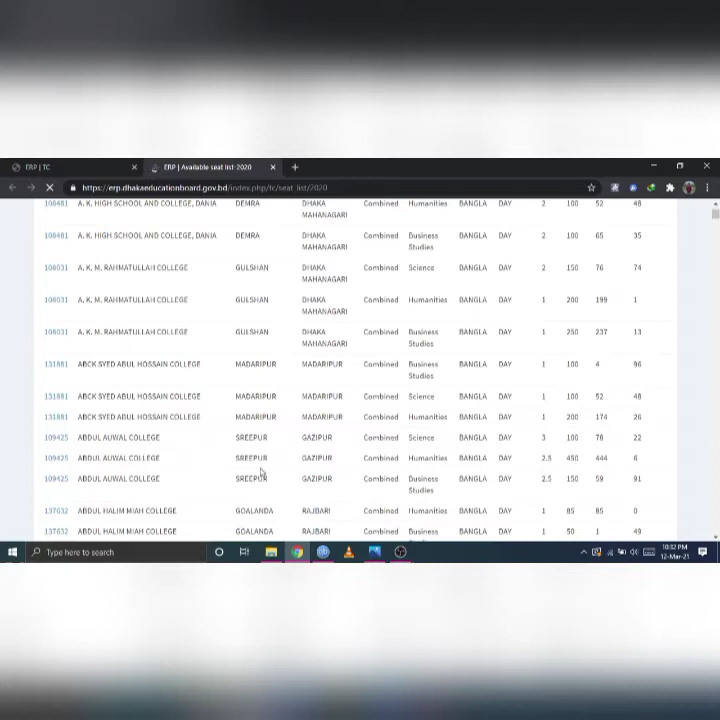 ERP | TC
ERP | Available seat list-2020
https://erp.dhakaeducationboard.gov.bd/index.php/tc/seat_list/2020
108481 A. K. HIGH SCHOOL AND COLLEGE, DANIA DEMRA DHAKA MAHANAGARI Combined Humanities BANGLA DAY 2 100 52 48
108481 A. K. HIGH SCHOOL AND COLLEGE, DANIA DEMRA DHAKA MAHANAGARI Combined Business Studies BANGLA DAY 2 100 65 35
108031 A. K. M. RAHMATULLAH COLLEGE GULSHAN DHAKA MAHANAGARI Combined Science BANGLA DAY 2 150 76 74
108031 A. K. M. RAHMATULLAH COLLEGE GULSHAN DHAKA MAHANAGARI Combined Humanities BANGLA DAY 1 200 199 1
108031 A. K. M. RAHMATULLAH COLLEGE GULSHAN DHAKA MAHANAGARI Combined Business Studies BANGLA DAY 1 250 237 13
131881 ABCK SYED ABUL HOSSAIN COLLEGE MADARIPUR MADARIPUR Combined Business Studies BANGLA DAY 1 100 4 96
131881 ABCK SYED ABUL HOSSAIN COLLEGE MADARIPUR MADARIPUR Combined Science BANGLA DAY 1 100 52 48
131881 ABCK SYED ABUL HOSSAIN COLLEGE MADARIPUR MADARIPUR Combined Humanities BANGLA DAY 1 200 174 26
109425 ABDUL AUWAL COLLEGE SREEPUR GAZIPUR Combined Science BANGLA DAY 3 100 78 22
109425 ABDUL AUWAL COLLEGE SREEPUR GAZIPUR Combined Humanities BANGLA DAY 2.5 450 444 6
109425 ABDUL AUWAL COLLEGE SREEPUR GAZIPUR Combined Business Studies BANGLA DAY 2.5 150 59 91
137632 ABDUL HALIM MIAH COLLEGE GOALANDA RAJBARI Combined Humanities BANGLA DAY 1 85 85 0
137632 ABDUL HALIM MIAH COLLEGE GOALANDA RAJBARI Combined Business BANGLA DAY 1 50 1 49
Type here to search
10:32 PM
12-Mar-21